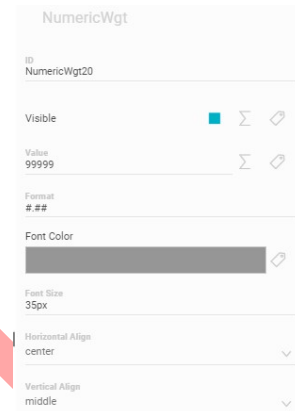 NumericWgt
ID
NumericWgt20
Visible
Value
99999
Format
#.##
Font Color
Font Size
35px
Horizontal Align
center
Vertical Align
middle